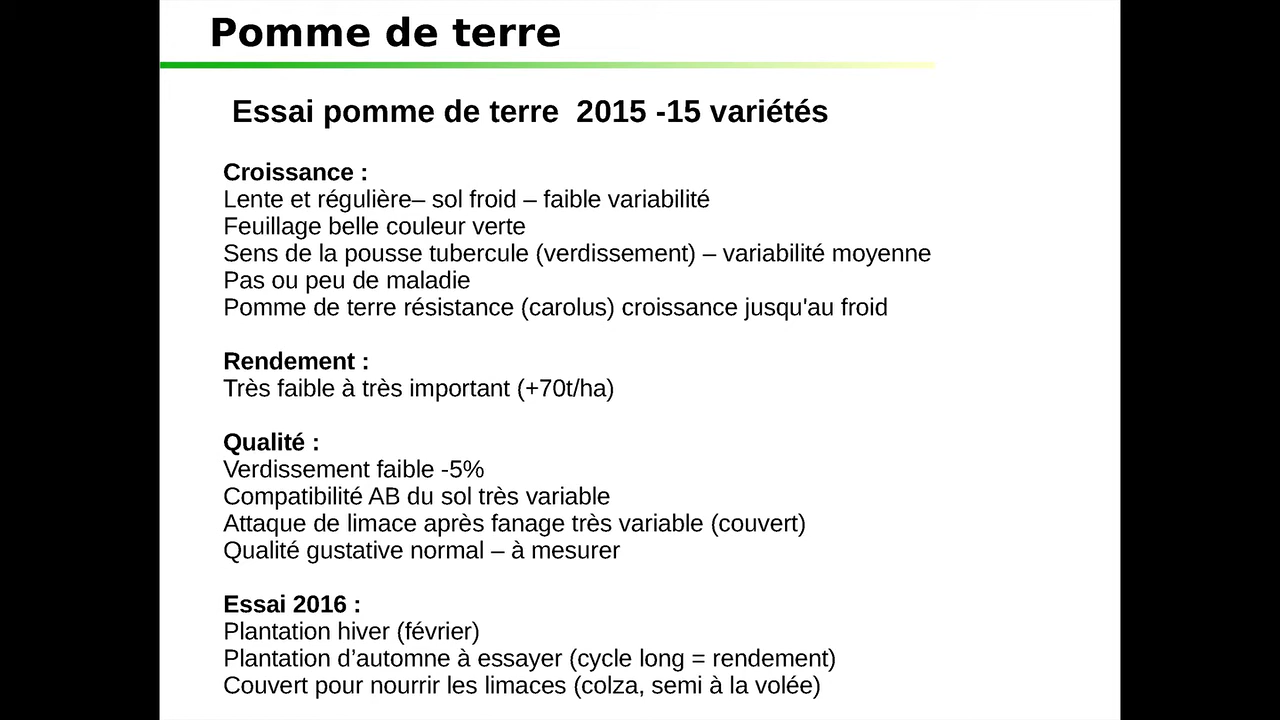 Pomme de terre
Essai pomme de terre  2015 -15 variétés
Croissance :
Lente et régulière– sol froid – faible variabilité
Feuillage belle couleur verte
Sens de la pousse tubercule (verdissement) – variabilité moyenne
Pas ou peu de maladie
Pomme de terre résistance (carolus) croissance jusqu'au froid
Rendement :
Très faible à très important (+70t/ha)
Qualité :
Verdissement faible -5%
Compatibilité AB du sol très variable
Attaque de limace après fanage très variable (couvert)
Qualité gustative normal – à mesurer
Essai 2016 :
Plantation hiver (février)
Plantation d’automne à essayer (cycle long = rendement)
Couvert pour nourrir les limaces (colza, semi à la volée)